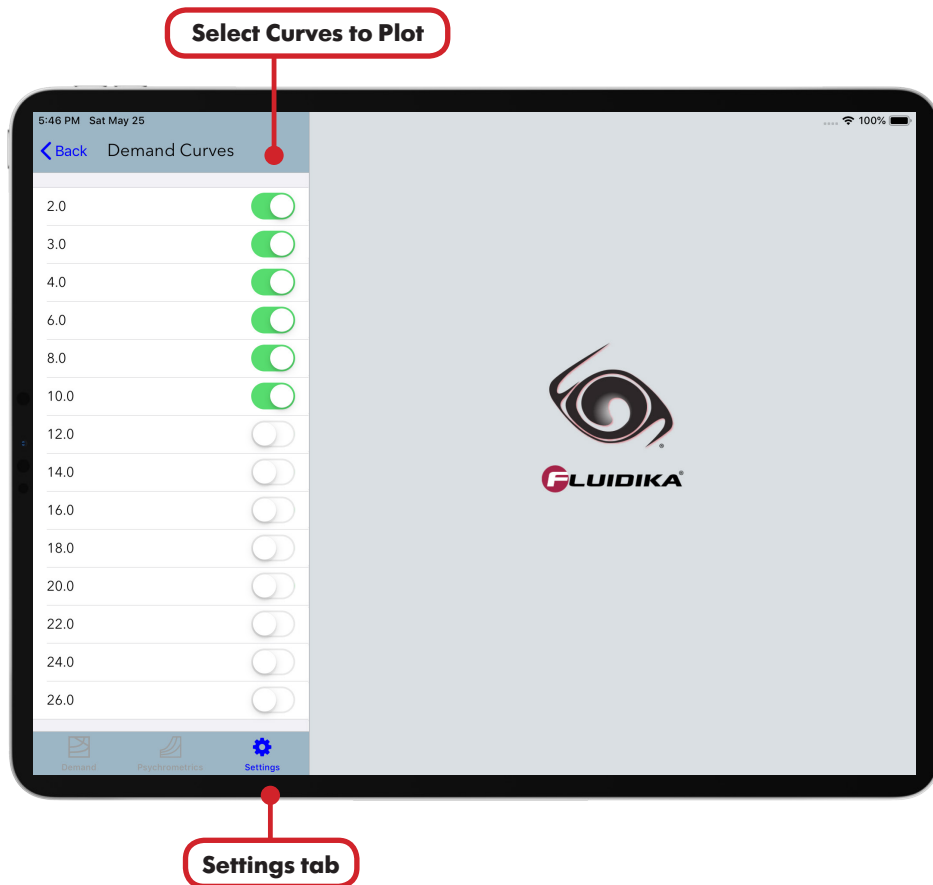 Select Curves to Plot
5:46 PM Sat May 25
100%
Back Demand Curves
2.0
3.0
4.0
6.0
8.0
10.0
12.0
14.0
16.0
18.0
20.0
22.0
24.0
26.0
FLUIDIKA®
Demand Psychrometrics Settings
Settings tab